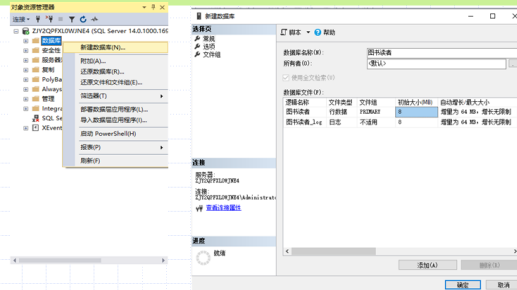 对象资源管理器
连接
ZJY2QPFXL0WJNE4 (SQL Server 14.0.1000.169
数据库
安全性
服务器
复制
PolyBa
Always
管理
Integra
SQL Se
XEvent
新建数据库(N)...
附加(A)...
还原数据库(R)...
还原文件和文件组(E)...
筛选器(T)
部署数据层应用程序(L)...
导入数据层应用程序(I)...
启动 PowerShell(H)
报表(P)
刷新(F)
新建数据库
选择页
常规
选项
文件组
脚本
帮助
数据库名称(N):
图书读者
所有者(O):
<默认>
使用全文检索(U)
数据库文件(F):
逻辑名称 文件类型 文件组 初始大小(MB) 自动增长/最大大小
图书读者 行数据 PRIMARY 8 增量为 64 MB，增长无限制
图书读者_log 日志 不适用 8 增量为 64 MB，增长无限制
连接
服务器:
ZJY2QPFXL0WJNE4
连接:
ZJY2QPFXL0WJNE4\Administrato
查看连接属性
进度
就绪
添加(A)
删除(R)
确定
取消